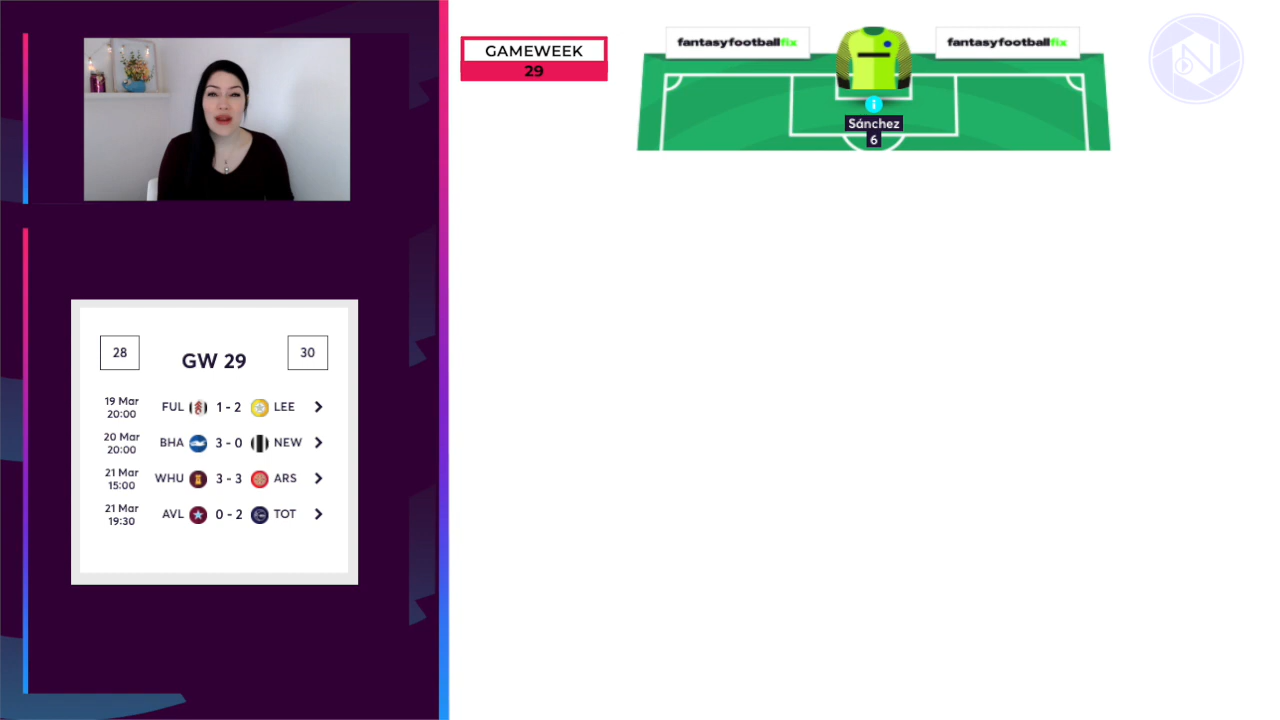 GAMEWEEK
29
fantasyfootballfix
fantasyfootballfix
Sánchez
6
28
GW 29
30
19 Mar
20:00
FUL 1 - 2 LEE
20 Mar
20:00
BHA 3 - 0 NEW
21 Mar
15:00
WHU 3 - 3 ARS
21 Mar
19:30
AVL 0 - 2 TOT
N